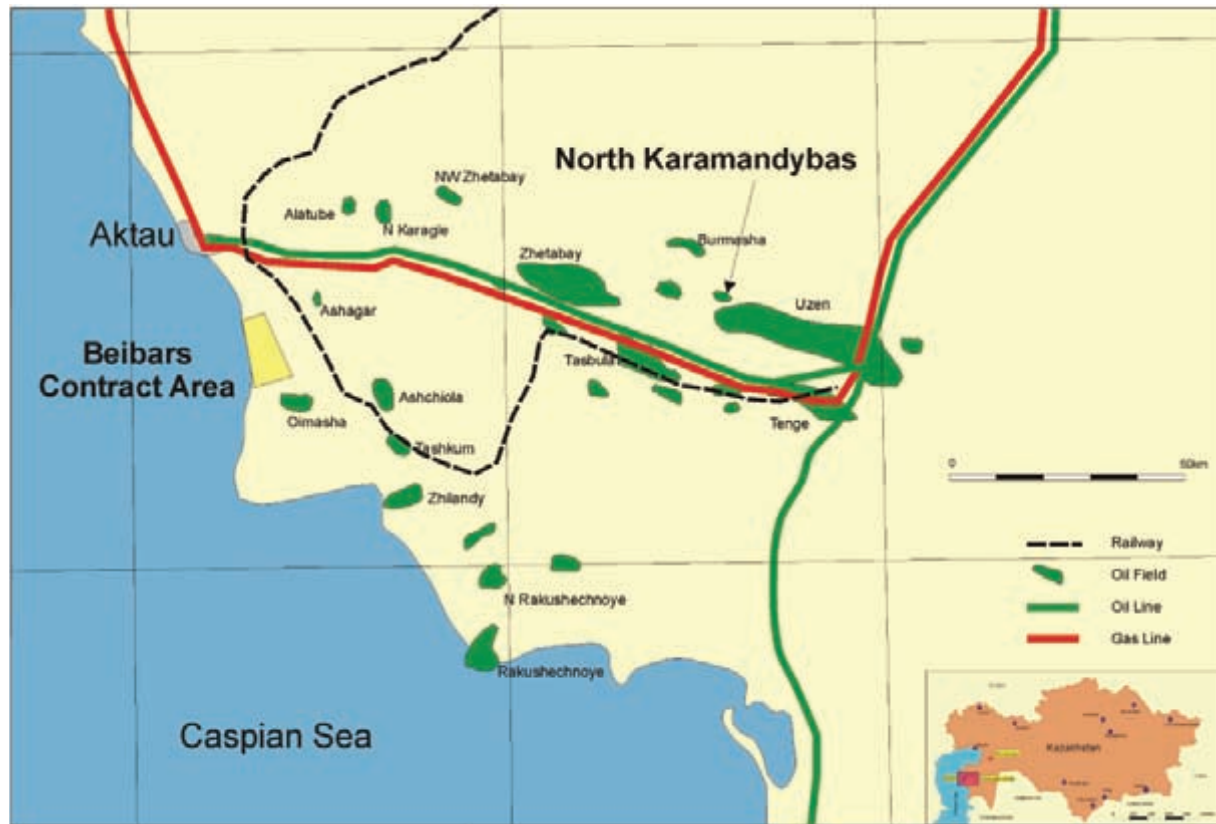 North Karamandybas
NW Zhetabay
Alatube
N Karagie
Aktau
Burmasha
Zhetabay
Uzen
Ashagar
Beibars
Contract Area
Tasbulat
Oimasha
Ashchiola
Tenge
Tashkum
0
50km
Zhilandy
Railway
Oil Field
N Rakushechnoye
Oil Line
Gas Line
Rakushechnoye
Caspian Sea
Kazakhstan